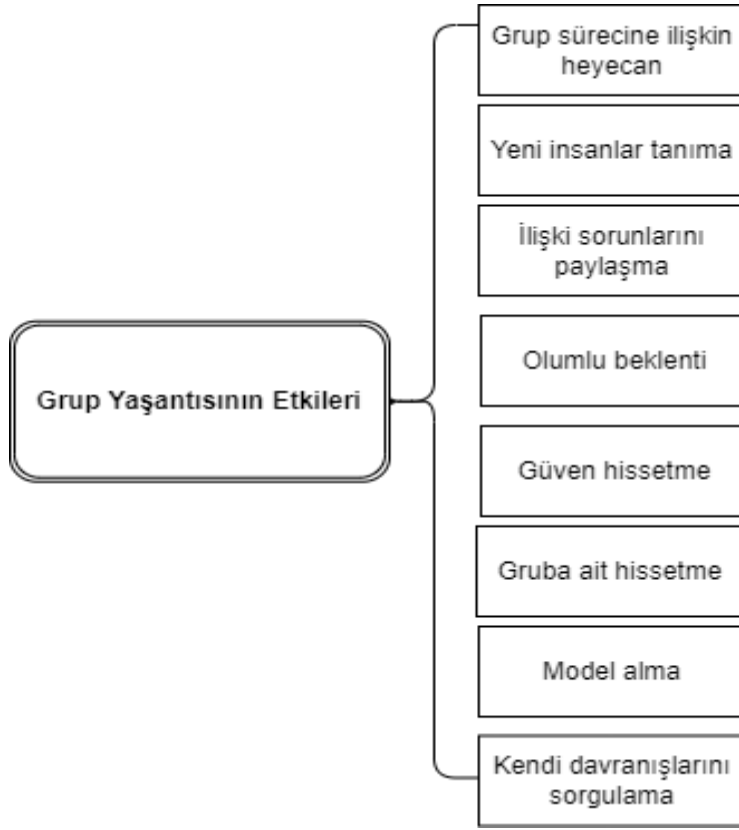 Grup sürecine ilişkin
heyecan
Yeni insanlar tanıma
İlişki sorunlarını
paylaşma
Olumlu beklenti
Grup Yaşantısının Etkileri
Güven hissetme
Gruba ait hissetme
Model alma
Kendi davranışlarını
sorgulama